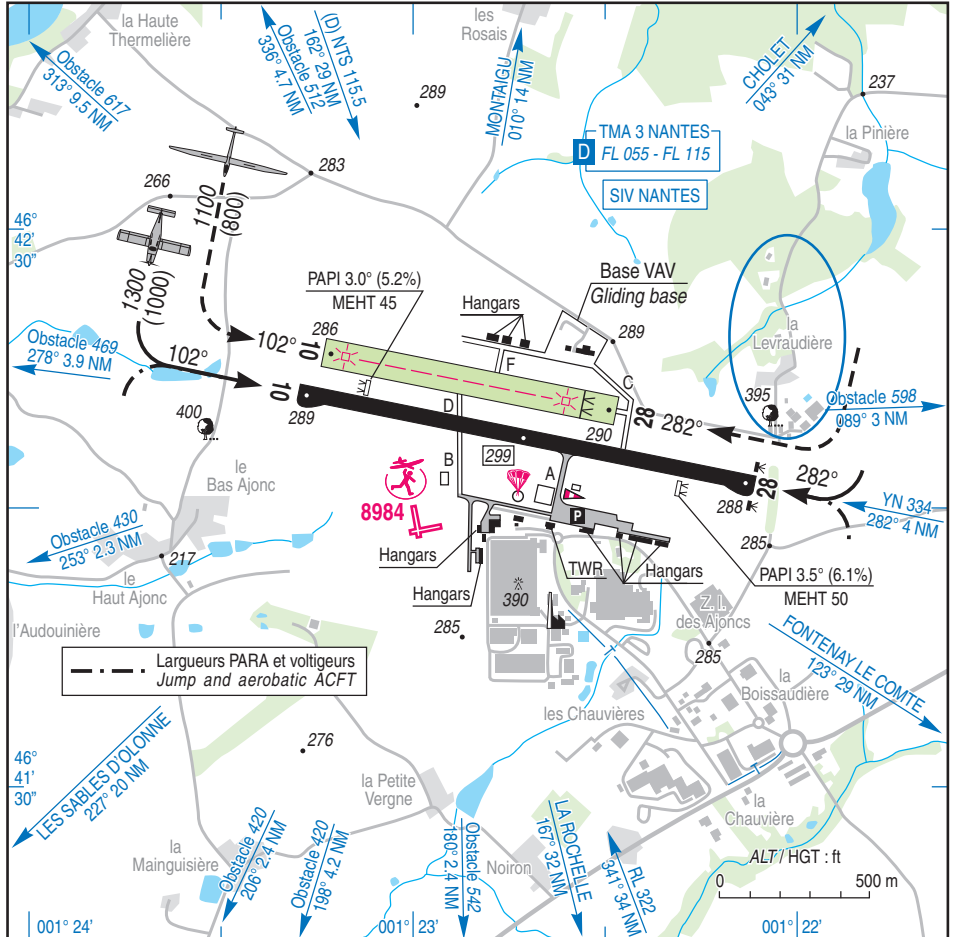 la Haute
Thermelière
(D) NTS 115.5
162° 29 NM
Obstacle 512
336° 4.7 NM
les
Rosais
Obstacle 617
313° 9.5 NM
289
MONTAIGU
010° 14 NM
CHOLET
043° 31 NM
237
TMA 3 NANTES
D
FL 055 - FL 115
la Pinière
SIV NANTES
283
266
1100
(800)
46°
42'
30"
1300
(1000)
PAPI 3.0° (5.2%)
MEHT 45
Base VAV
Gliding base
Hangars
289
la
Levraudière
Obstacle 469
278° 3.9 NM
102°
102°
286
10
F
C
10
289
D
290
28
282°
395
Obstacle 598
089° 3 NM
400
299
B
A
282°
28
288
YN 334
282° 4 NM
le
Bas Ajonc
8984
P
Obstacle 430
253° 2.3 NM
217
285
Hangars
TWR
Hangars
PAPI 3.5° (6.1%)
MEHT 50
le
Haut Ajonc
Hangars
390
Z. I.
des Ajoncs
l'Audouinière
285
285
FONTENAY LE COMTE
123° 29 NM
Largueurs PARA et voltigeurs
Jump and aerobatic ACFT
la
Boissaudière
les Chauvières
276
46°
41'
30"
LES SABLES D'OLONNE
227° 20 NM
la Petite
Vergne
la
Chauvière
la
Mainguisière
Obstacle 420
206° 2.4 NM
Obstacle 420
198° 4.2 NM
Obstacle 542
180° 2.4 NM
Noiron
LA ROCHELLE
167° 32 NM
RL 322
341° 34 NM
ALT / HGT : ft
0 500 m
001° 24'
001° 23'
001° 22'